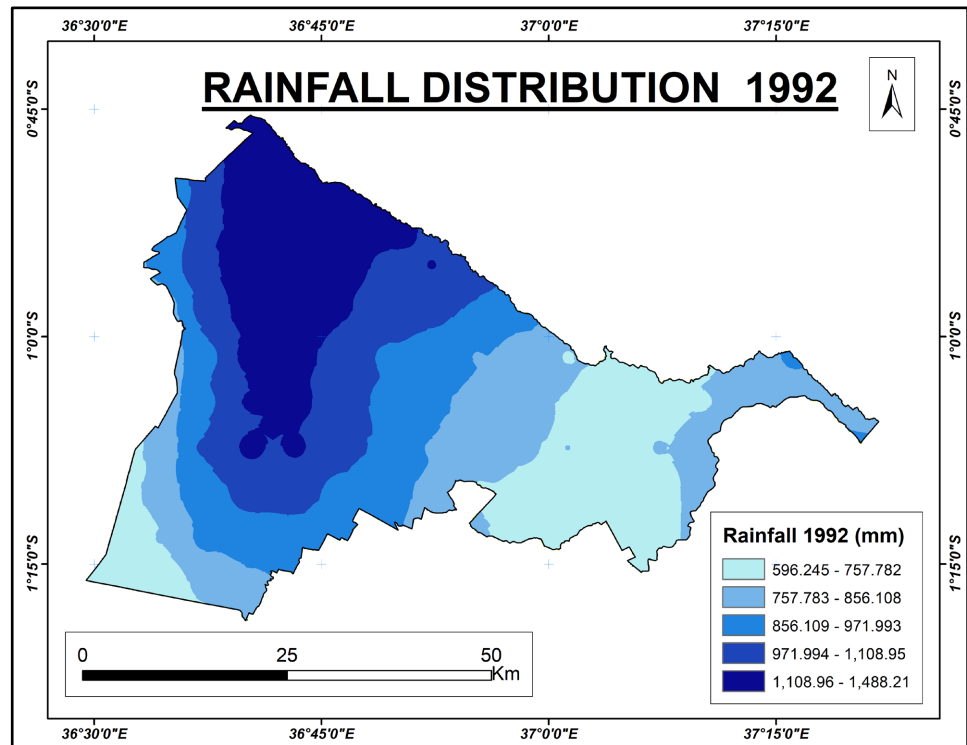 36°30'0"E 36°45'0"E 37°0'0"E 37°15'0"E
RAINFALL DISTRIBUTION 1992
N
0°45'0"S 0°45'0"S
1°0'0"S 1°0'0"S
1°15'0"S 1°15'0"S
Rainfall 1992 (mm)
596.245 - 757.782
757.783 - 856.108
856.109 - 971.993
971.994 - 1,108.95
1,108.96 - 1,488.21
0 25 50
Km
36°30'0"E 36°45'0"E 37°0'0"E 37°15'0"E